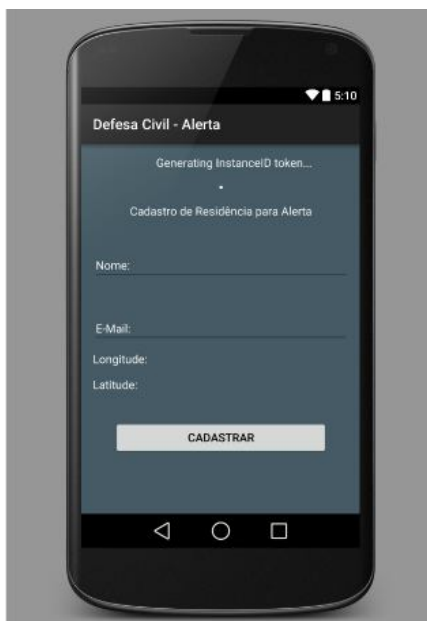 5:10
Defesa Civil - Alerta
Generating InstanceID token...
Cadastro de Residência para Alerta
Nome:
E-Mail:
Longitude:
Latitude:
CADASTRAR